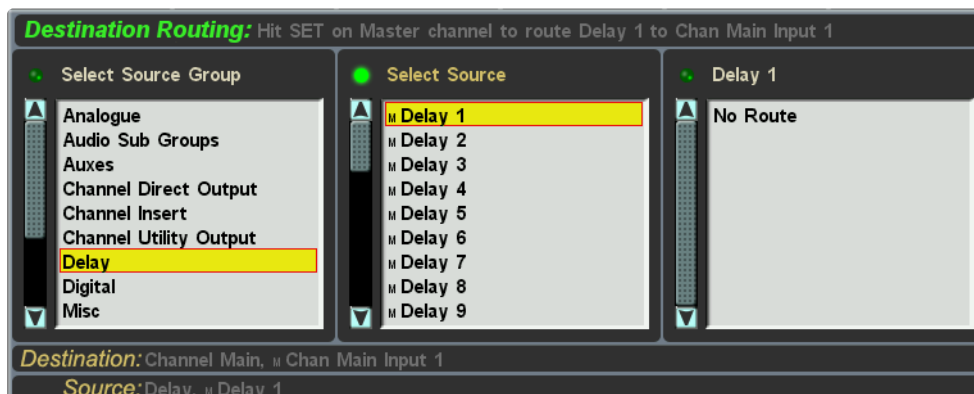 Destination Routing: Hit SET on Master channel to route Delay 1 to Chan Main Input 1
Select Source Group
Analogue
Audio Sub Groups
Auxes
Channel Direct Output
Channel Insert
Channel Utility Output
Delay
Digital
Misc
Select Source
M Delay 1
M Delay 2
M Delay 3
M Delay 4
M Delay 5
M Delay 6
M Delay 7
M Delay 8
M Delay 9
Delay 1
No Route
Destination: Channel Main, M Chan Main Input 1
Source: Delay, M Delay 1